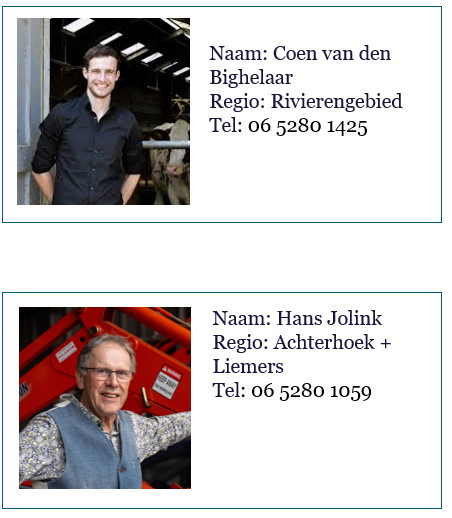 Naam: Coen van den
Bighelaar
Regio: Rivierengebied
Tel: 06 5280 1425
Naam: Hans Jolink
Regio: Achterhoek +
Liemers
Tel: 06 5280 1059